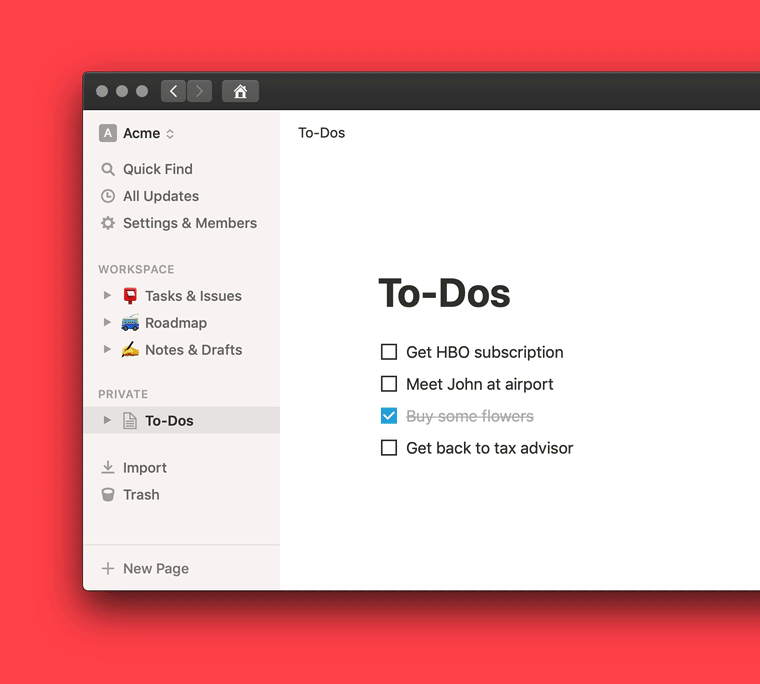 A Acme
Quick Find
All Updates
Settings & Members
WORKSPACE
Tasks & Issues
Roadmap
Notes & Drafts
PRIVATE
To-Dos
Import
Trash
New Page
To-Dos
To-Dos
Get HBO subscription
Meet John at airport
Buy some flowers
Get back to tax advisor